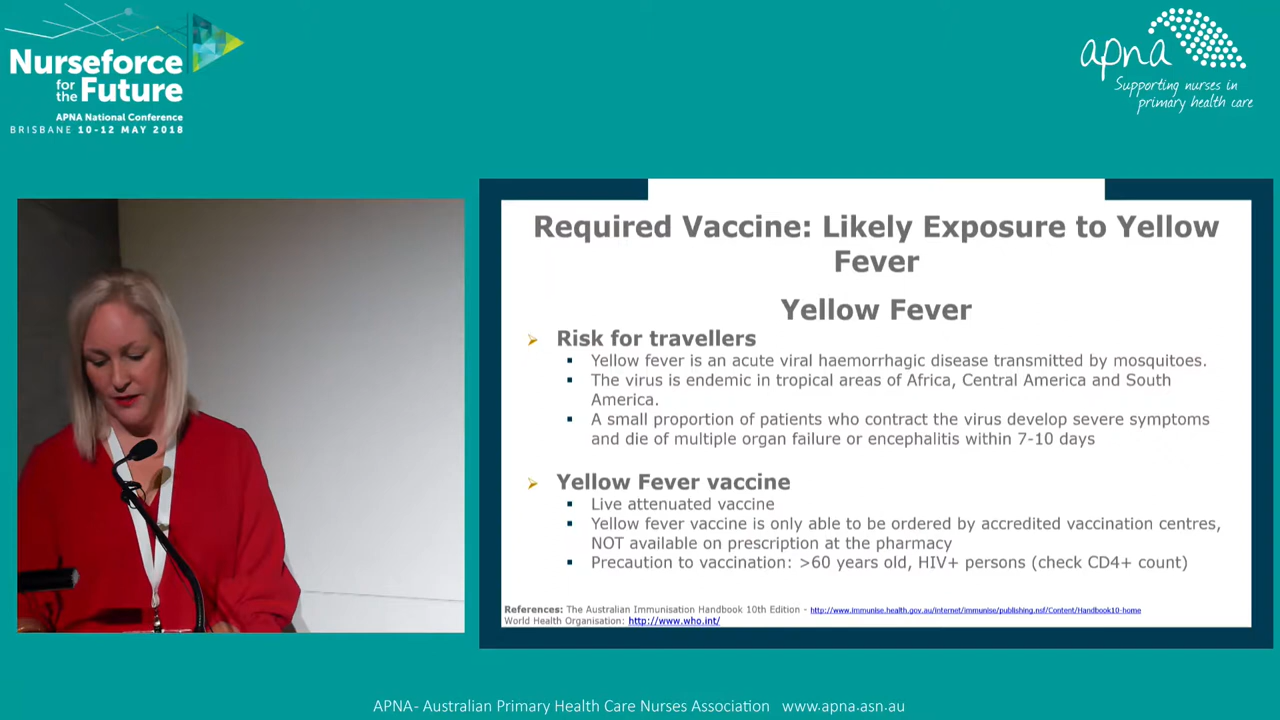 Nurseforce
for the
Future
APNA National Conference
BRISBANE 10-12 MAY 2018
apna
Supporting nurses in
primary health care
Required Vaccine: Likely Exposure to Yellow
Fever
Yellow Fever
Risk for travellers
Yellow fever is an acute viral haemorrhagic disease transmitted by mosquitoes.
The virus is endemic in tropical areas of Africa, Central America and South
America.
A small proportion of patients who contract the virus develop severe symptoms
and die of multiple organ failure or encephalitis within 7-10 days
Yellow Fever vaccine
Live attenuated vaccine
Yellow fever vaccine is only able to be ordered by accredited vaccination centres,
NOT available on prescription at the pharmacy
Precaution to vaccination: >60 years old, HIV+ persons (check CD4+ count)
References: The Australian Immunisation Handbook 10th Edition - http://www.immunise.health.gov.au/internet/immunise/publishing.nsf/Content/Handbook10-home
World Health Organisation: http://www.who.int/
APNA- Australian Primary Health Care Nurses Association www.apna.asn.au